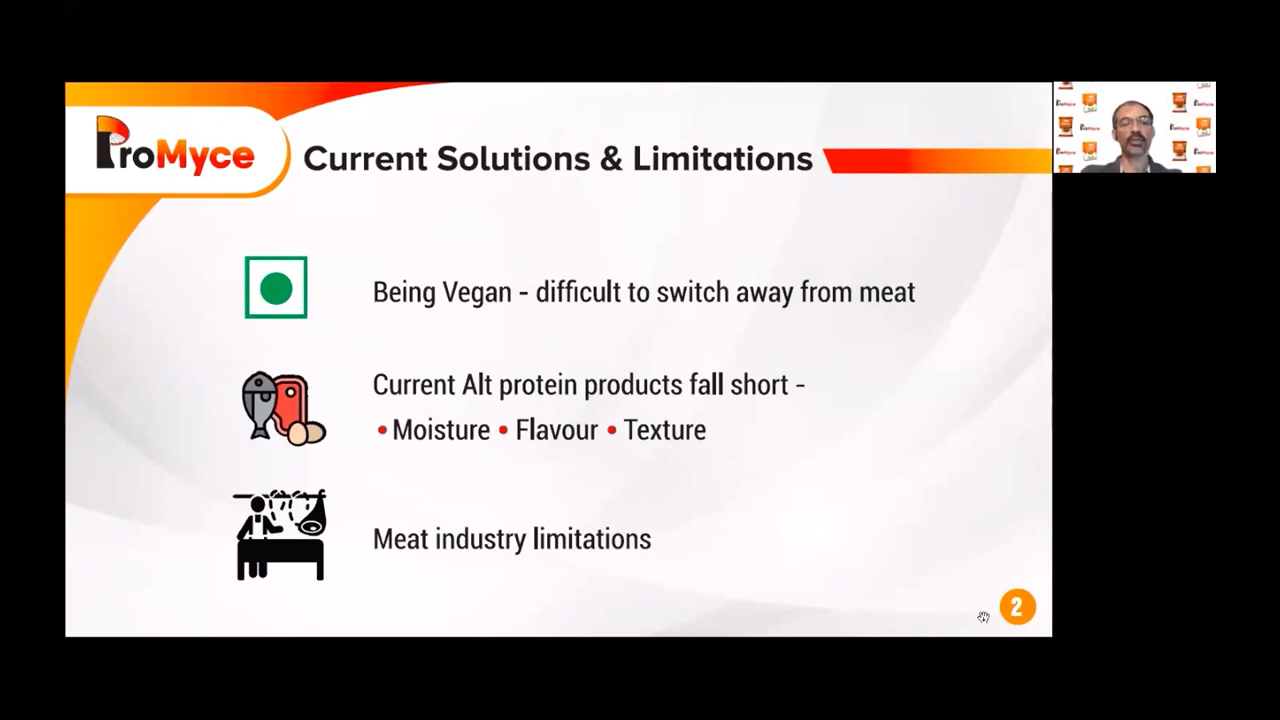 ProMyce
Current Solutions & Limitations
Being Vegan - difficult to switch away from meat
Current Alt protein products fall short -
• Moisture • Flavour • Texture
Meat industry limitations
2